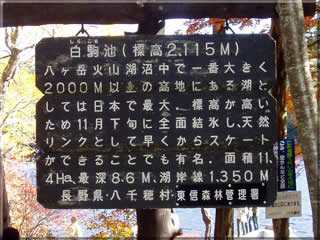 しらこまいけ
白駒池(標高2,115M)
八ヶ岳火山湖沼中で一番大きく
2000M以上の高地にある湖と
しては日本で最大、標高が高い
ため11月下旬に全面結氷し、天然
リンクとして早くからスケート
ができることでも有名。面積11.
4Ha、最深8.6M、湖岸線1,350M
長野県・八千穂村・東信森林管理署